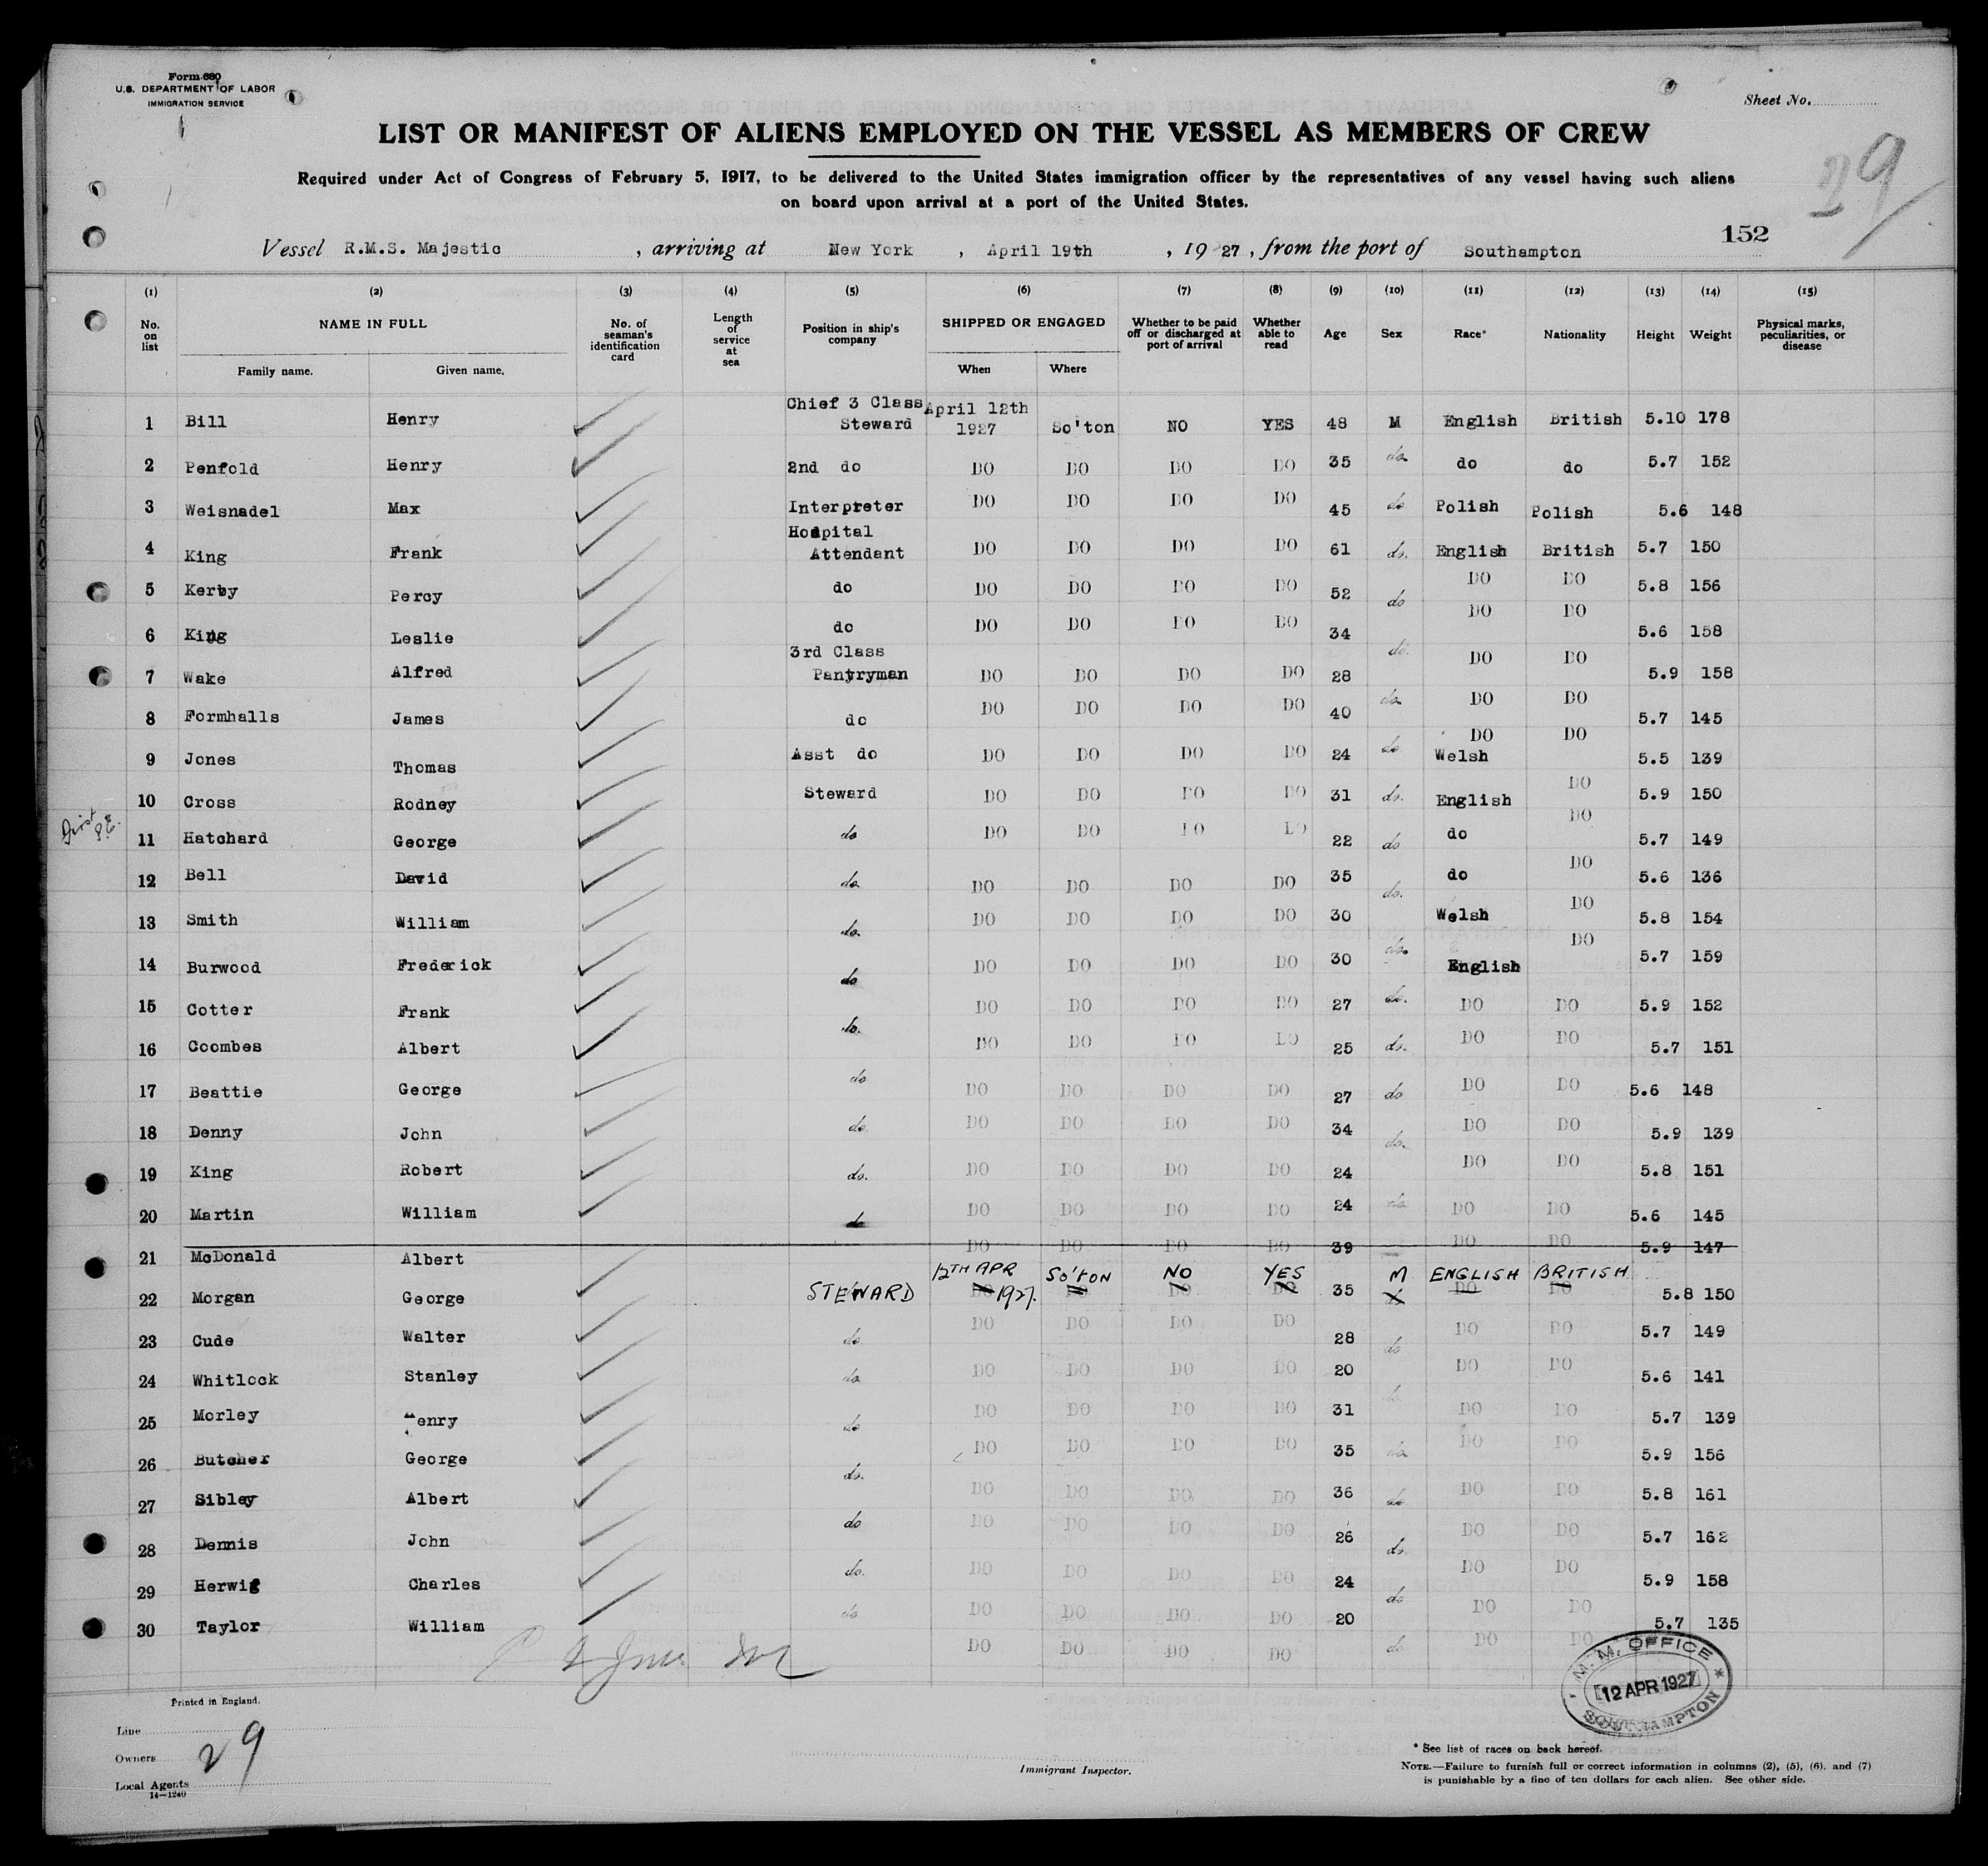 Form 680
U.S. DEPARTMENT OF LABOR
IMMIGRATION SERVICE
Sheet No.
LIST OR MANIFEST OF ALIENS EMPLOYED ON THE VESSEL AS MEMBERS OF CREW
Required under Act of Congress of February 5, 1917, to be delivered to the United States immigration officer by the representatives of any vessel having such aliens
on board upon arrival at a port of the United States.
29
152
Vessel R.M.S. Majestic, arriving at New York, April 19th, 1927, from the port of Southampton
(1) (2) (3) (4) (5) (6) (7) (8) (9) (10) (11) (12) (13) (14) (15)
No. on list NAME IN FULL Family name. Given name. No. of seaman's identification card Length of service at sea Position in ship's company SHIPPED OR ENGAGED When Where Whether to be paid off or discharged at port of arrival Whether able to read Age Sex Race* Nationality Height Weight Physical marks, peculiarities, or disease
1 Bill Henry Chief 3 Class Steward April 12th 1927 So'ton NO YES 48 M English British 5.10 178
2 Penfold Henry 2nd do DO DO DO DO 35 do do do 5.7 152
3 Weisnadel Max Interpreter DO DO DO DO 45 do Polish Polish 5.6 148
4 King Frank Hospital Attendant DO DO DO DO 61 do. English British 5.7 150
5 Kerby Percy do DO DO DO DO 52 do DO DO 5.8 156
6 King Leslie do DO DO DO DO 34 do. DO DO 5.6 158
7 Wake Alfred 3rd Class Pantryman DO DO DO DO 28 DO DO 5.9 158
8 Formhalls James do DO DO DO DO 40 do DO DO 5.7 145
9 Jones Thomas Asst do DO DO DO DO 24 do Welsh DO DO 5.5 139
10 Cross Rodney Steward DO DO DO DO 31 do. English DO 5.9 150
First P.E.
11 Hatchard George do DO DO DO DO 22 do do DO 5.7 149
12 Bell David do. DO DO DO DO 35 do. do DO 5.6 136
13 Smith William do. DO DO DO DO 30 Welsh DO 5.8 154
14 Burwood Frederick do DO DO DO DO 30 do. English DO 5.7 159
15 Cotter Frank do. DO DO DO DO 27 do. DO DO 5.9 152
16 Coombes Albert DO DO DO DO 25 do. DO DO 5.7 151
17 Beattie George do DO DO DO DO 27 do DO DO 5.6 148
18 Denny John do. DO DO DO DO 34 do. DO DO 5.9 139
19 King Robert do. DO DO DO DO 24 DO DO 5.8 151
20 Martin William do DO DO DO DO 24 do DO DO 5.6 145
21 McDonald Albert DO DO DO DO 39 DO DO 5.9 147
22 Morgan George STEWARD 12TH APR 1927. So'TON NO YES 35 M ENGLISH BRITISH 5.8 150
23 Cude Walter do DO DO DO DO 28 do DO DO 5.7 149
24 Whitlock Stanley do DO DO DO DO 20 do. DO DO 5.6 141
25 Morley Henry do DO DO DO DO 31 DO DO 5.7 139
26 Butcher George do. DO DO DO DO 35 do DO DO 5.9 156
27 Sibley Albert do DO DO DO DO 36 do DO DO 5.8 161
28 Dennis John do. DO DO DO DO 26 do. DO DO 5.7 162
29 Herwig Charles do DO DO DO DO 24 do DO DO 5.9 158
30 Taylor William DO DO DO DO 20 DO DO 5.7 135
DO DO DO DO do DO DO
M. M. OFFICE
12 APR 1927
SOUTHAMPTON
Printed in England.
Line
Owners
Local Agents
14—1240
29
Immigrant Inspector.
* See list of races on back hereof.
NOTE.—Failure to furnish full or correct information in columns (2), (5), (6), and (7)
is punishable by a fine of ten dollars for each alien. See other side.